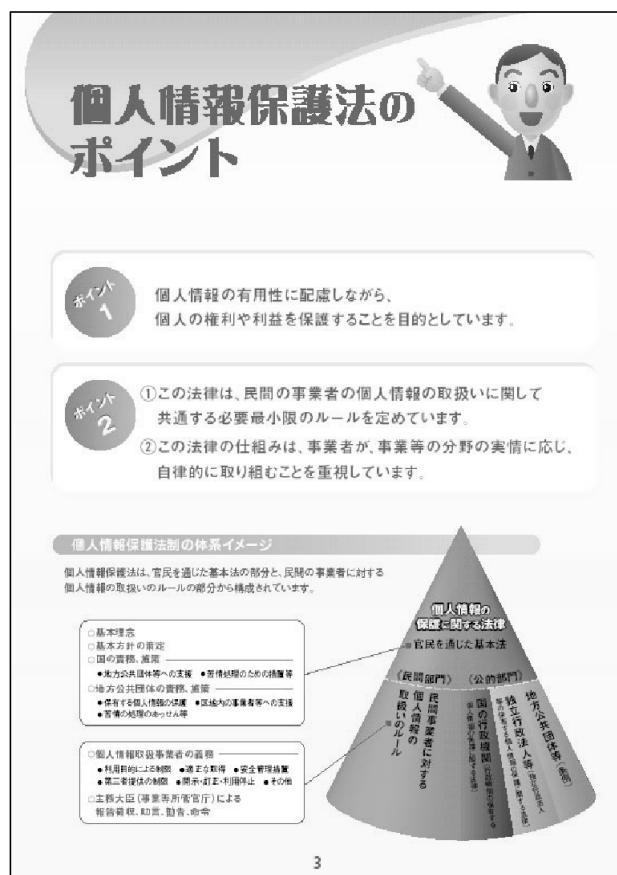 個人情報保護法の
ポイント
ポイント
1
個人情報の有用性に配慮しながら、
個人の権利や利益を保護することを目的としています。
ポイント
2
①この法律は、民間の事業者の個人情報の取扱いに関して
共通する必要最小限のルールを定めています。
②この法律の仕組みは、事業者が、事業等の分野の実情に応じ、
自律的に取り組むことを重視しています。
個人情報保護法制の体系イメージ
個人情報保護法は、官民を通じた基本法の部分と、民間の事業者に対する
個人情報の取扱いのルールの部分から構成されています。
○基本理念
○基本方針の策定
○国の責務、施策
●地方公共団体等への支援 ●苦情処理のための措置等
○地方公共団体の責務、施策
●保有する個人情報の保護 ●区域内の事業者等への支援
●苦情の処理のあっせん等
○個人情報取扱事業者の義務
●利用目的による制限 ●適正な取得 ●安全管理措置
●第三者提供の制限 ●開示・訂正・利用停止 ●その他
○主務大臣(事業等所管官庁)による
報告徴収、助言、勧告、命令
個人情報の
保護に関する法律
官民を通じた基本法
《民間部門》 《公的部門》
民間事業者に対する
個人情報の
取扱いのルール
国の行政機関
独立行政法人等
地方公共団体等(条例)
3